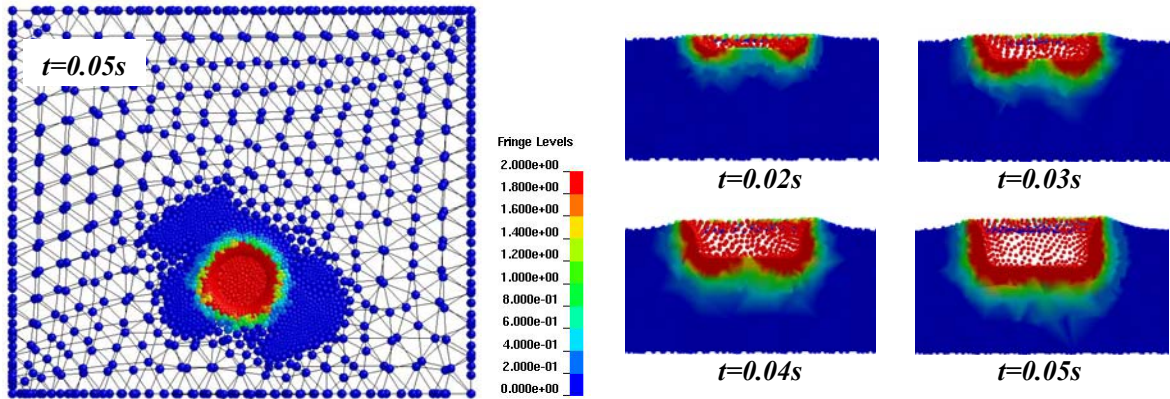 t=0.05s
Fringe Levels
2.000e+00
1.800e+00
1.600e+00
1.400e+00
1.200e+00
1.000e+00
8.000e-01
6.000e-01
4.000e-01
2.000e-01
0.000e+00
t=0.02s
t=0.03s
t=0.04s
t=0.05s